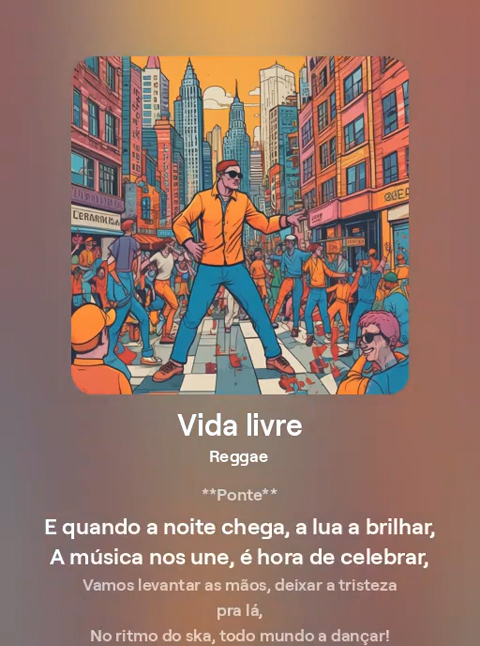 Vida livre
Reggae
**Ponte**
E quando a noite chega, a lua a brilhar,
A música nos une, é hora de celebrar,
Vamos levantar as mãos, deixar a tristeza
pra lá,
No ritmo do ska, todo mundo a dançar!